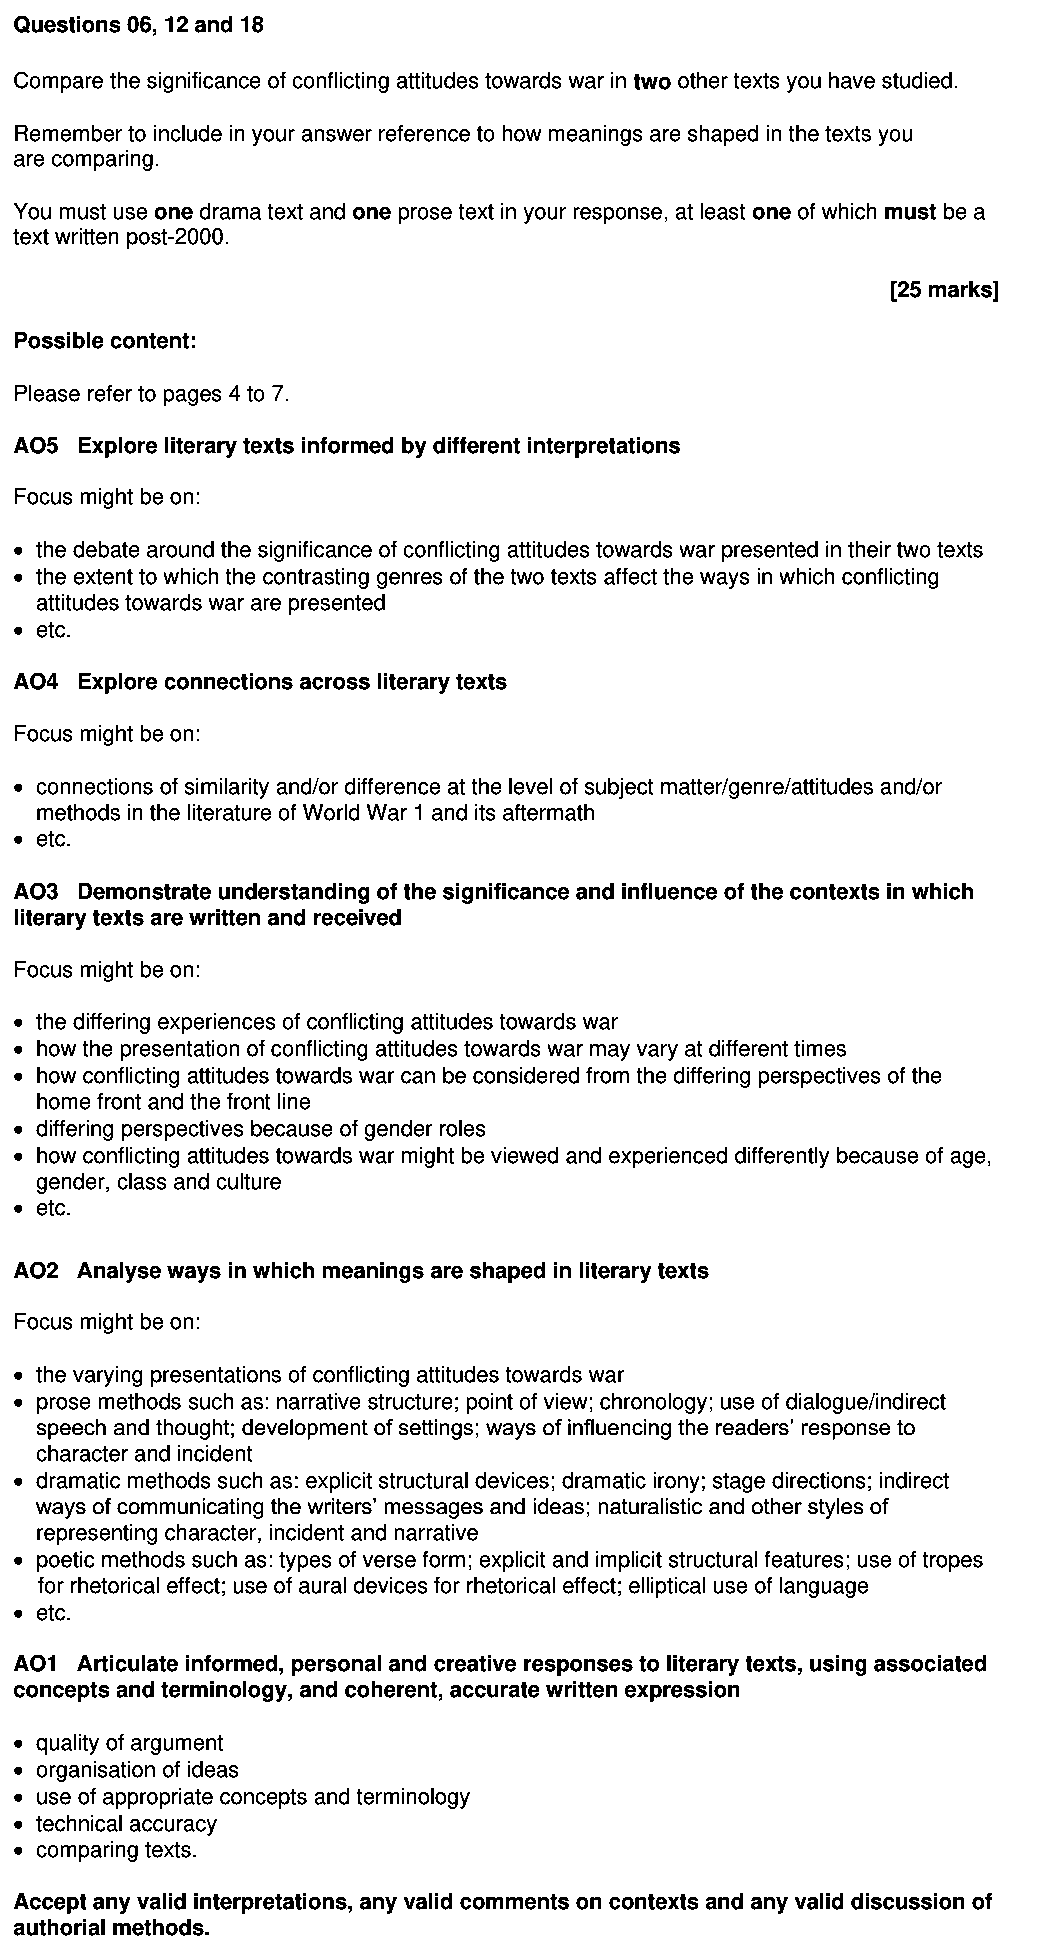 Questions 06, 12 and 18
Compare the significance of conflicting attitudes towards war in two other texts you have studied.
Remember to include in your answer reference to how meanings are shaped in the texts you
are comparing.
You must use one drama text and one prose text in your response, at least one of which must be a
text written post-2000.
[25 marks]
Possible content:
Please refer to pages 4 to 7.
AO5 Explore literary texts informed by different interpretations
Focus might be on:
• the debate around the significance of conflicting attitudes towards war presented in their two texts
• the extent to which the contrasting genres of the two texts affect the ways in which conflicting
attitudes towards war are presented
• etc.
AO4 Explore connections across literary texts
Focus might be on:
• connections of similarity and/or difference at the level of subject matter/genre/attitudes and/or
methods in the literature of World War 1 and its aftermath
• etc.
AO3 Demonstrate understanding of the significance and influence of the contexts in which
literary texts are written and received
Focus might be on:
• the differing experiences of conflicting attitudes towards war
• how the presentation of conflicting attitudes towards war may vary at different times
• how conflicting attitudes towards war can be considered from the differing perspectives of the
home front and the front line
• differing perspectives because of gender roles
• how conflicting attitudes towards war might be viewed and experienced differently because of age,
gender, class and culture
• etc.
AO2 Analyse ways in which meanings are shaped in literary texts
Focus might be on:
• the varying presentations of conflicting attitudes towards war
• prose methods such as: narrative structure; point of view; chronology; use of dialogue/indirect
speech and thought; development of settings; ways of influencing the readers' response to
character and incident
• dramatic methods such as: explicit structural devices; dramatic irony; stage directions; indirect
ways of communicating the writers' messages and ideas; naturalistic and other styles of
representing character, incident and narrative
• poetic methods such as: types of verse form; explicit and implicit structural features; use of tropes
for rhetorical effect; use of aural devices for rhetorical effect; elliptical use of language
• etc.
AO1 Articulate informed, personal and creative responses to literary texts, using associated
concepts and terminology, and coherent, accurate written expression
• quality of argument
• organisation of ideas
• use of appropriate concepts and terminology
• technical accuracy
• comparing texts.
Accept any valid interpretations, any valid comments on contexts and any valid discussion of
authorial methods.